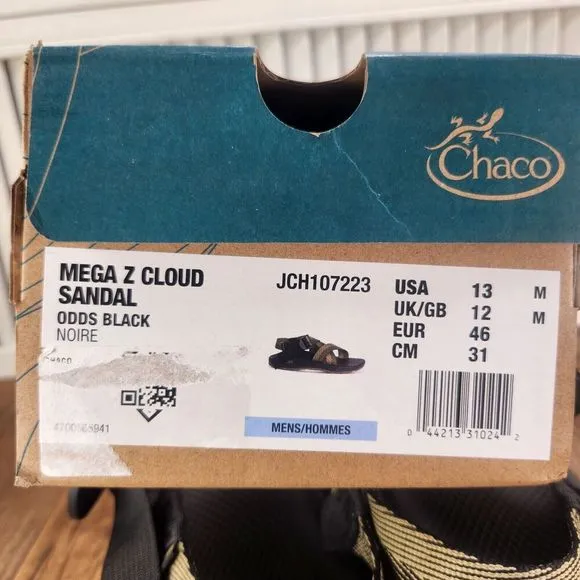 Chaco
MEGA Z CLOUD
SANDAL
ODDS BLACK
NOIRE
CHACO
JCH107223
MENS/HOMMES
USA 13 M
UK/GB 12 M
EUR 46
CM 31
0 44213 31024 2